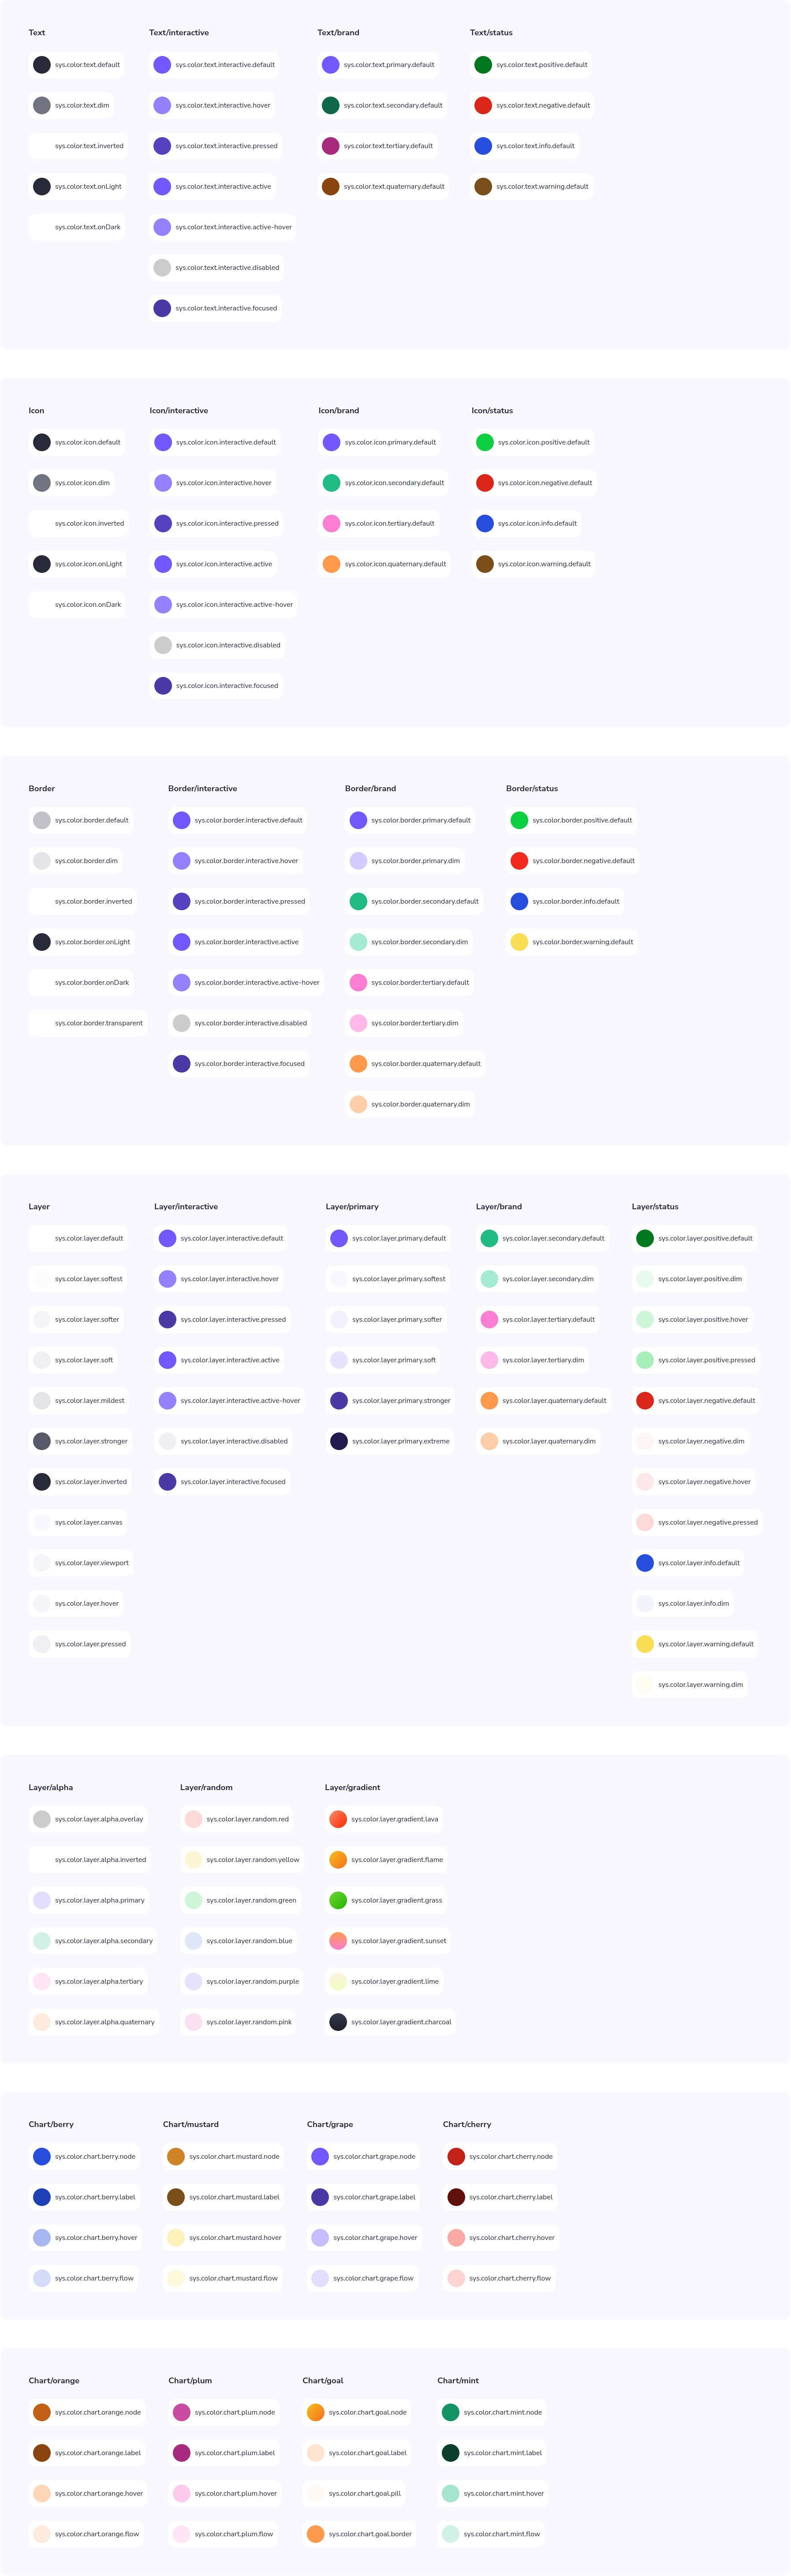 Text
sys.color.text.default
sys.color.text.dim
sys.color.text.inverted
sys.color.text.onLight
sys.color.text.onDark
Text/interactive
sys.color.text.interactive.default
sys.color.text.interactive.hover
sys.color.text.interactive.pressed
sys.color.text.interactive.active
sys.color.text.interactive.active-hover
sys.color.text.interactive.disabled
sys.color.text.interactive.focused
Text/brand
sys.color.text.primary.default
sys.color.text.secondary.default
sys.color.text.tertiary.default
sys.color.text.quaternary.default
Text/status
sys.color.text.positive.default
sys.color.text.negative.default
sys.color.text.info.default
sys.color.text.warning.default
Icon
sys.color.icon.default
sys.color.icon.dim
sys.color.icon.inverted
sys.color.icon.onLight
sys.color.icon.onDark
Icon/interactive
sys.color.icon.interactive.default
sys.color.icon.interactive.hover
sys.color.icon.interactive.pressed
sys.color.icon.interactive.active
sys.color.icon.interactive.active-hover
sys.color.icon.interactive.disabled
sys.color.icon.interactive.focused
Icon/brand
sys.color.icon.primary.default
sys.color.icon.secondary.default
sys.color.icon.tertiary.default
sys.color.icon.quaternary.default
Icon/status
sys.color.icon.positive.default
sys.color.icon.negative.default
sys.color.icon.info.default
sys.color.icon.warning.default
Border
sys.color.border.default
sys.color.border.dim
sys.color.border.inverted
sys.color.border.onLight
sys.color.border.onDark
sys.color.border.transparent
Border/interactive
sys.color.border.interactive.default
sys.color.border.interactive.hover
sys.color.border.interactive.pressed
sys.color.border.interactive.active
sys.color.border.interactive.active-hover
sys.color.border.interactive.disabled
sys.color.border.interactive.focused
Border/brand
sys.color.border.primary.default
sys.color.border.primary.dim
sys.color.border.secondary.default
sys.color.border.secondary.dim
sys.color.border.tertiary.default
sys.color.border.tertiary.dim
sys.color.border.quaternary.default
sys.color.border.quaternary.dim
Border/status
sys.color.border.positive.default
sys.color.border.negative.default
sys.color.border.info.default
sys.color.border.warning.default
Layer
sys.color.layer.default
sys.color.layer.softest
sys.color.layer.softer
sys.color.layer.soft
sys.color.layer.mildest
sys.color.layer.stronger
sys.color.layer.inverted
sys.color.layer.canvas
sys.color.layer.viewport
sys.color.layer.hover
sys.color.layer.pressed
Layer/interactive
sys.color.layer.interactive.default
sys.color.layer.interactive.hover
sys.color.layer.interactive.pressed
sys.color.layer.interactive.active
sys.color.layer.interactive.active-hover
sys.color.layer.interactive.disabled
sys.color.layer.interactive.focused
Layer/primary
sys.color.layer.primary.default
sys.color.layer.primary.softest
sys.color.layer.primary.softer
sys.color.layer.primary.soft
sys.color.layer.primary.stronger
sys.color.layer.primary.extreme
Layer/brand
sys.color.layer.secondary.default
sys.color.layer.secondary.dim
sys.color.layer.tertiary.default
sys.color.layer.tertiary.dim
sys.color.layer.quaternary.default
sys.color.layer.quaternary.dim
Layer/status
sys.color.layer.positive.default
sys.color.layer.positive.dim
sys.color.layer.positive.hover
sys.color.layer.positive.pressed
sys.color.layer.negative.default
sys.color.layer.negative.dim
sys.color.layer.negative.hover
sys.color.layer.negative.pressed
sys.color.layer.info.default
sys.color.layer.info.dim
sys.color.layer.warning.default
sys.color.layer.warning.dim
Layer/alpha
sys.color.layer.alpha.overlay
sys.color.layer.alpha.inverted
sys.color.layer.alpha.primary
sys.color.layer.alpha.secondary
sys.color.layer.alpha.tertiary
sys.color.layer.alpha.quaternary
Layer/random
sys.color.layer.random.red
sys.color.layer.random.yellow
sys.color.layer.random.green
sys.color.layer.random.blue
sys.color.layer.random.purple
sys.color.layer.random.pink
Layer/gradient
sys.color.layer.gradient.lava
sys.color.layer.gradient.flame
sys.color.layer.gradient.grass
sys.color.layer.gradient.sunset
sys.color.layer.gradient.lime
sys.color.layer.gradient.charcoal
Chart/berry
sys.color.chart.berry.node
sys.color.chart.berry.label
sys.color.chart.berry.hover
sys.color.chart.berry.flow
Chart/mustard
sys.color.chart.mustard.node
sys.color.chart.mustard.label
sys.color.chart.mustard.hover
sys.color.chart.mustard.flow
Chart/grape
sys.color.chart.grape.node
sys.color.chart.grape.label
sys.color.chart.grape.hover
sys.color.chart.grape.flow
Chart/cherry
sys.color.chart.cherry.node
sys.color.chart.cherry.label
sys.color.chart.cherry.hover
sys.color.chart.cherry.flow
Chart/orange
sys.color.chart.orange.node
sys.color.chart.orange.label
sys.color.chart.orange.hover
sys.color.chart.orange.flow
Chart/plum
sys.color.chart.plum.node
sys.color.chart.plum.label
sys.color.chart.plum.hover
sys.color.chart.plum.flow
Chart/goal
sys.color.chart.goal.node
sys.color.chart.goal.label
sys.color.chart.goal.pill
sys.color.chart.goal.border
Chart/mint
sys.color.chart.mint.node
sys.color.chart.mint.label
sys.color.chart.mint.hover
sys.color.chart.mint.flow